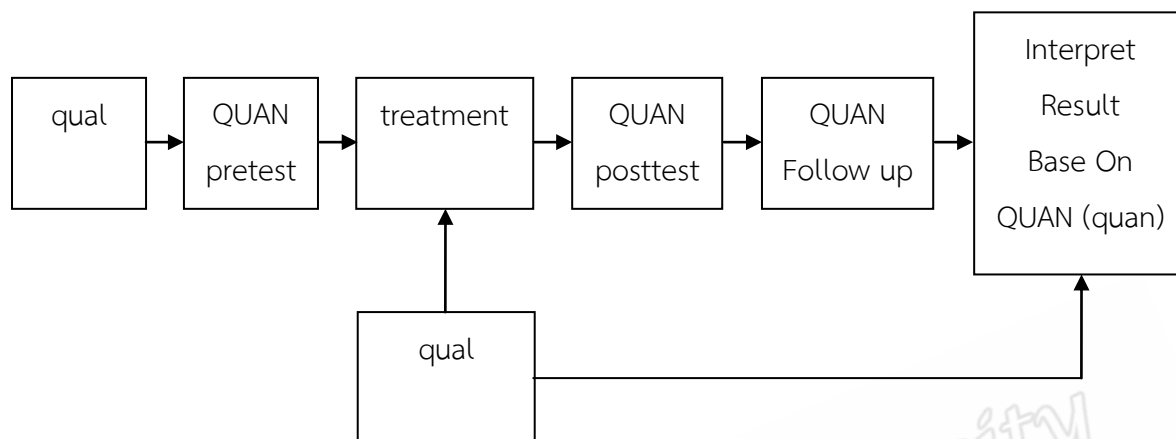 qual
QUAN
pretest
treatment
QUAN
posttest
QUAN
Follow up
Interpret
Result
Base On
QUAN (quan)
qual